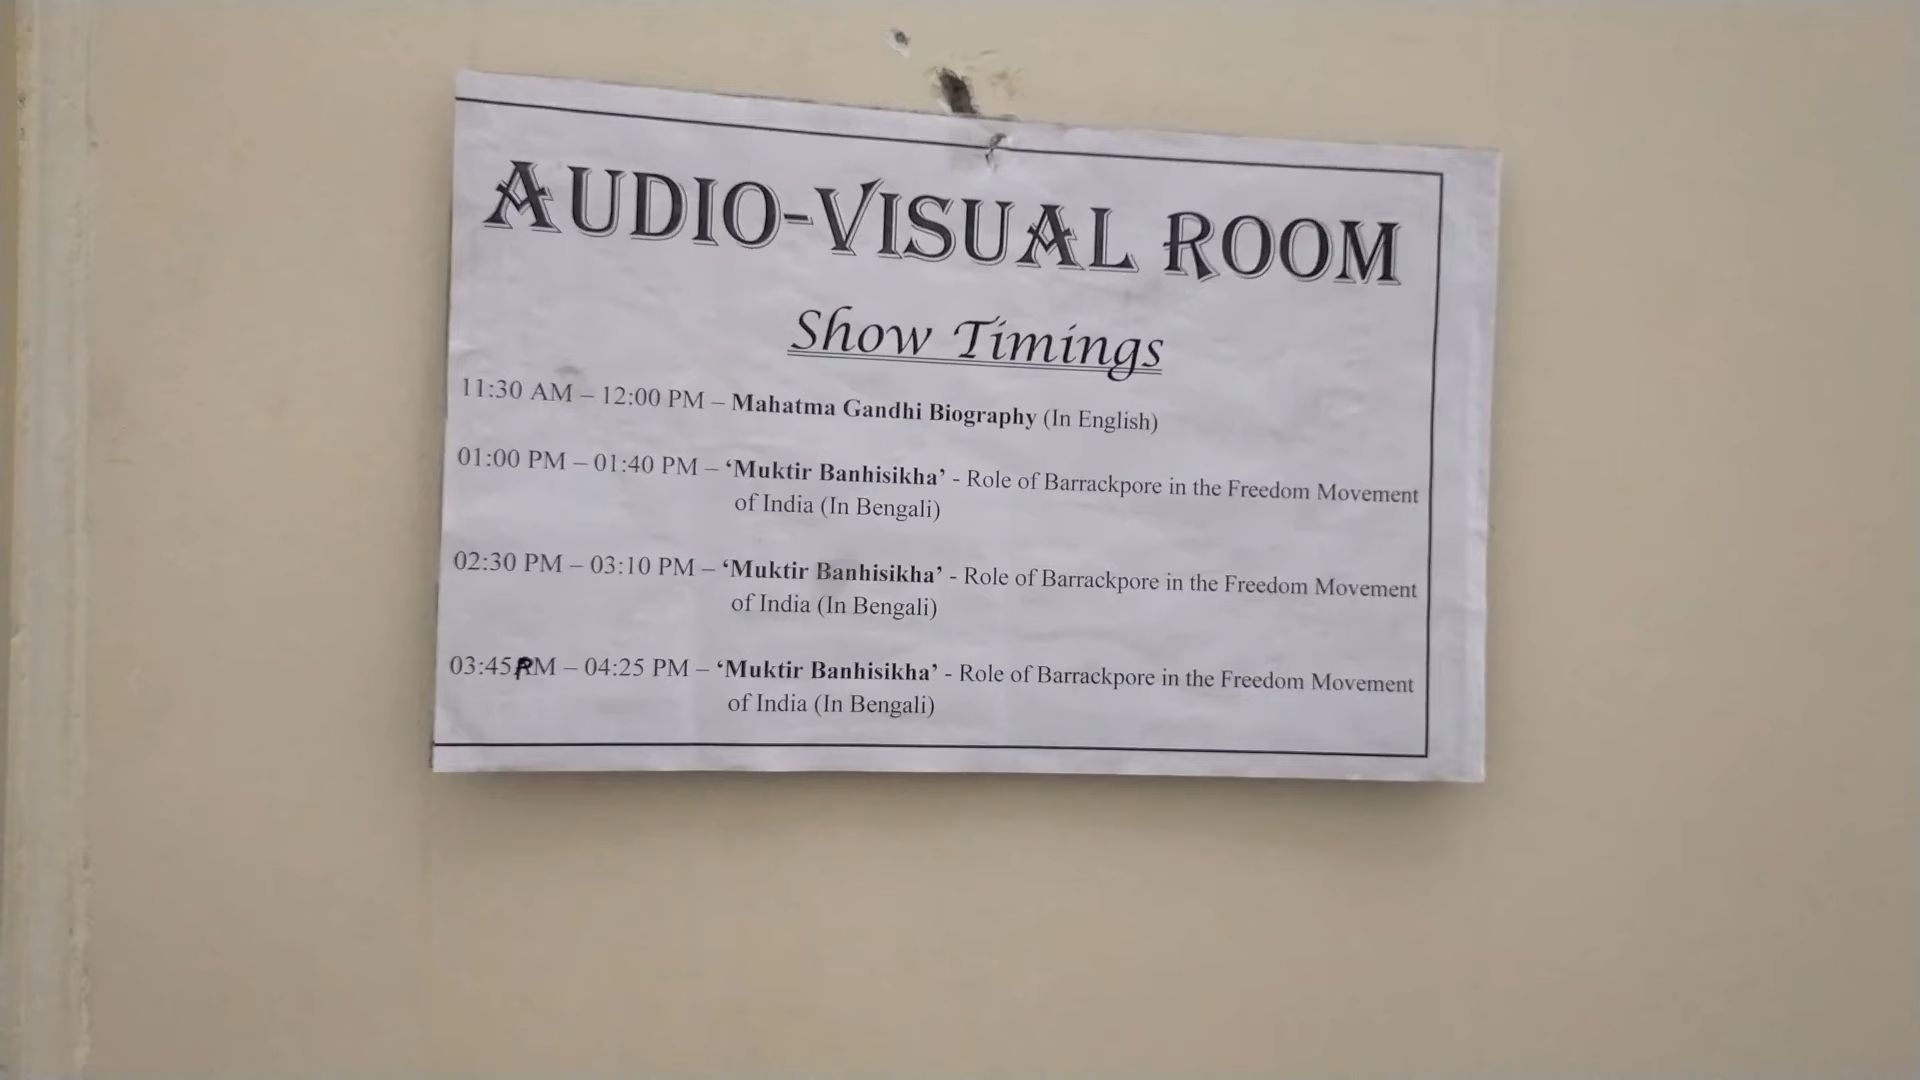 AUDIO-VISUAL ROOM
Show Timings
11:30 AM – 12:00 PM – Mahatma Gandhi Biography (In English)
01:00 PM – 01:40 PM – ‘Muktir Banhisikha’ - Role of Barrackpore in the Freedom Movement
of India (In Bengali)
02:30 PM – 03:10 PM – ‘Muktir Banhisikha’ - Role of Barrackpore in the Freedom Movement
of India (In Bengali)
03:45 PM – 04:25 PM – ‘Muktir Banhisikha’ - Role of Barrackpore in the Freedom Movement
of India (In Bengali)